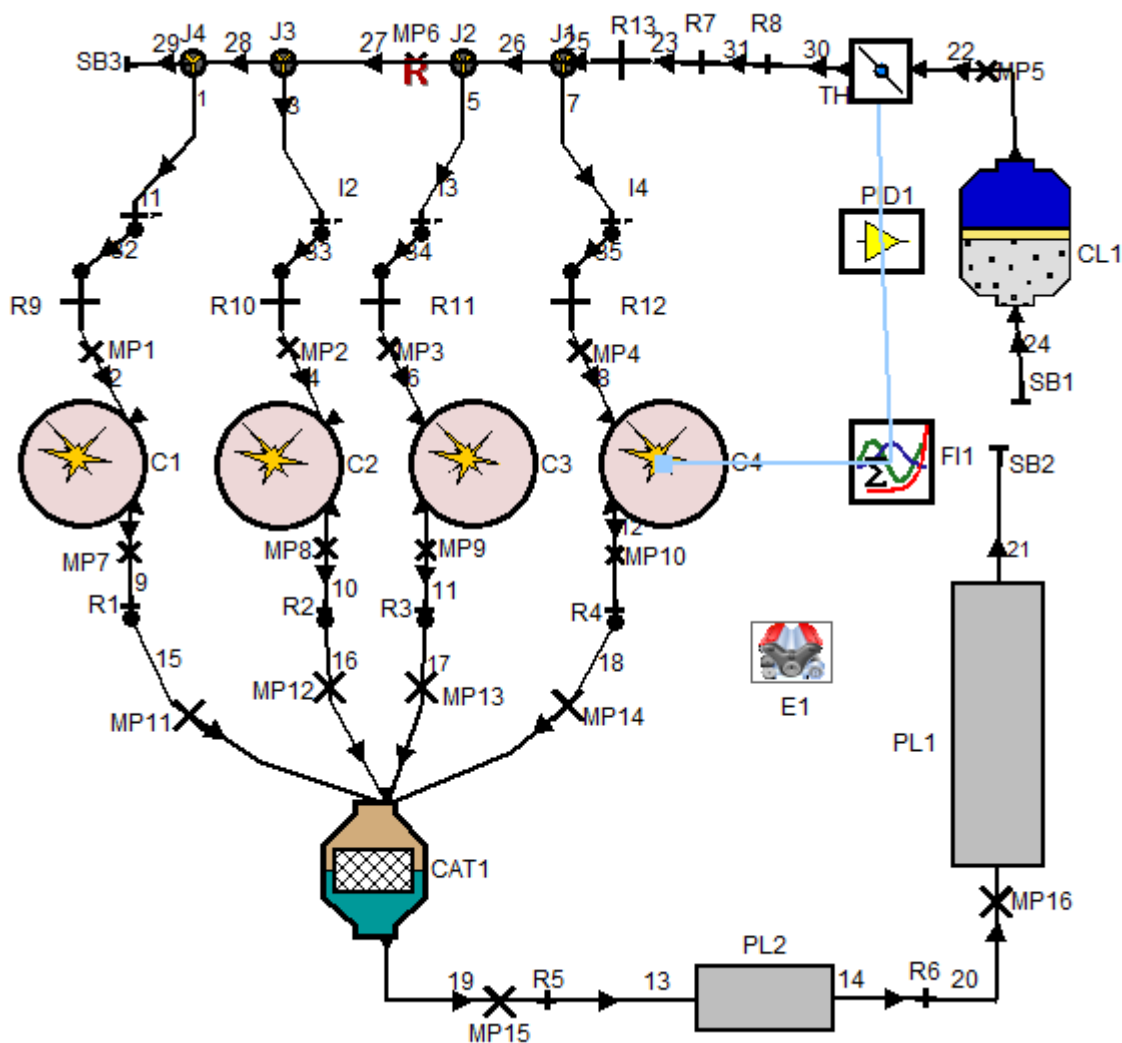 J4
J3
MP6
J2
J1
R13
R7
R8
SB3
29
28
27
26
25
23
31
30
22
MP5
R
TH
1
3
5
7
I1
I2
I3
I4
PID1
CL1
32
33
34
35
R9
R10
R11
R12
MP1
MP2
MP3
MP4
24
SB1
2
4
6
8
C1
C2
C3
C4
Σ
FI1
SB2
MP7
MP8
MP9
12
MP10
21
9
10
11
R1
R2
R3
R4
15
16
17
18
MP11
MP12
MP13
MP14
E1
PL1
CAT1
MP16
PL2
19
R5
13
14
R6
20
MP15